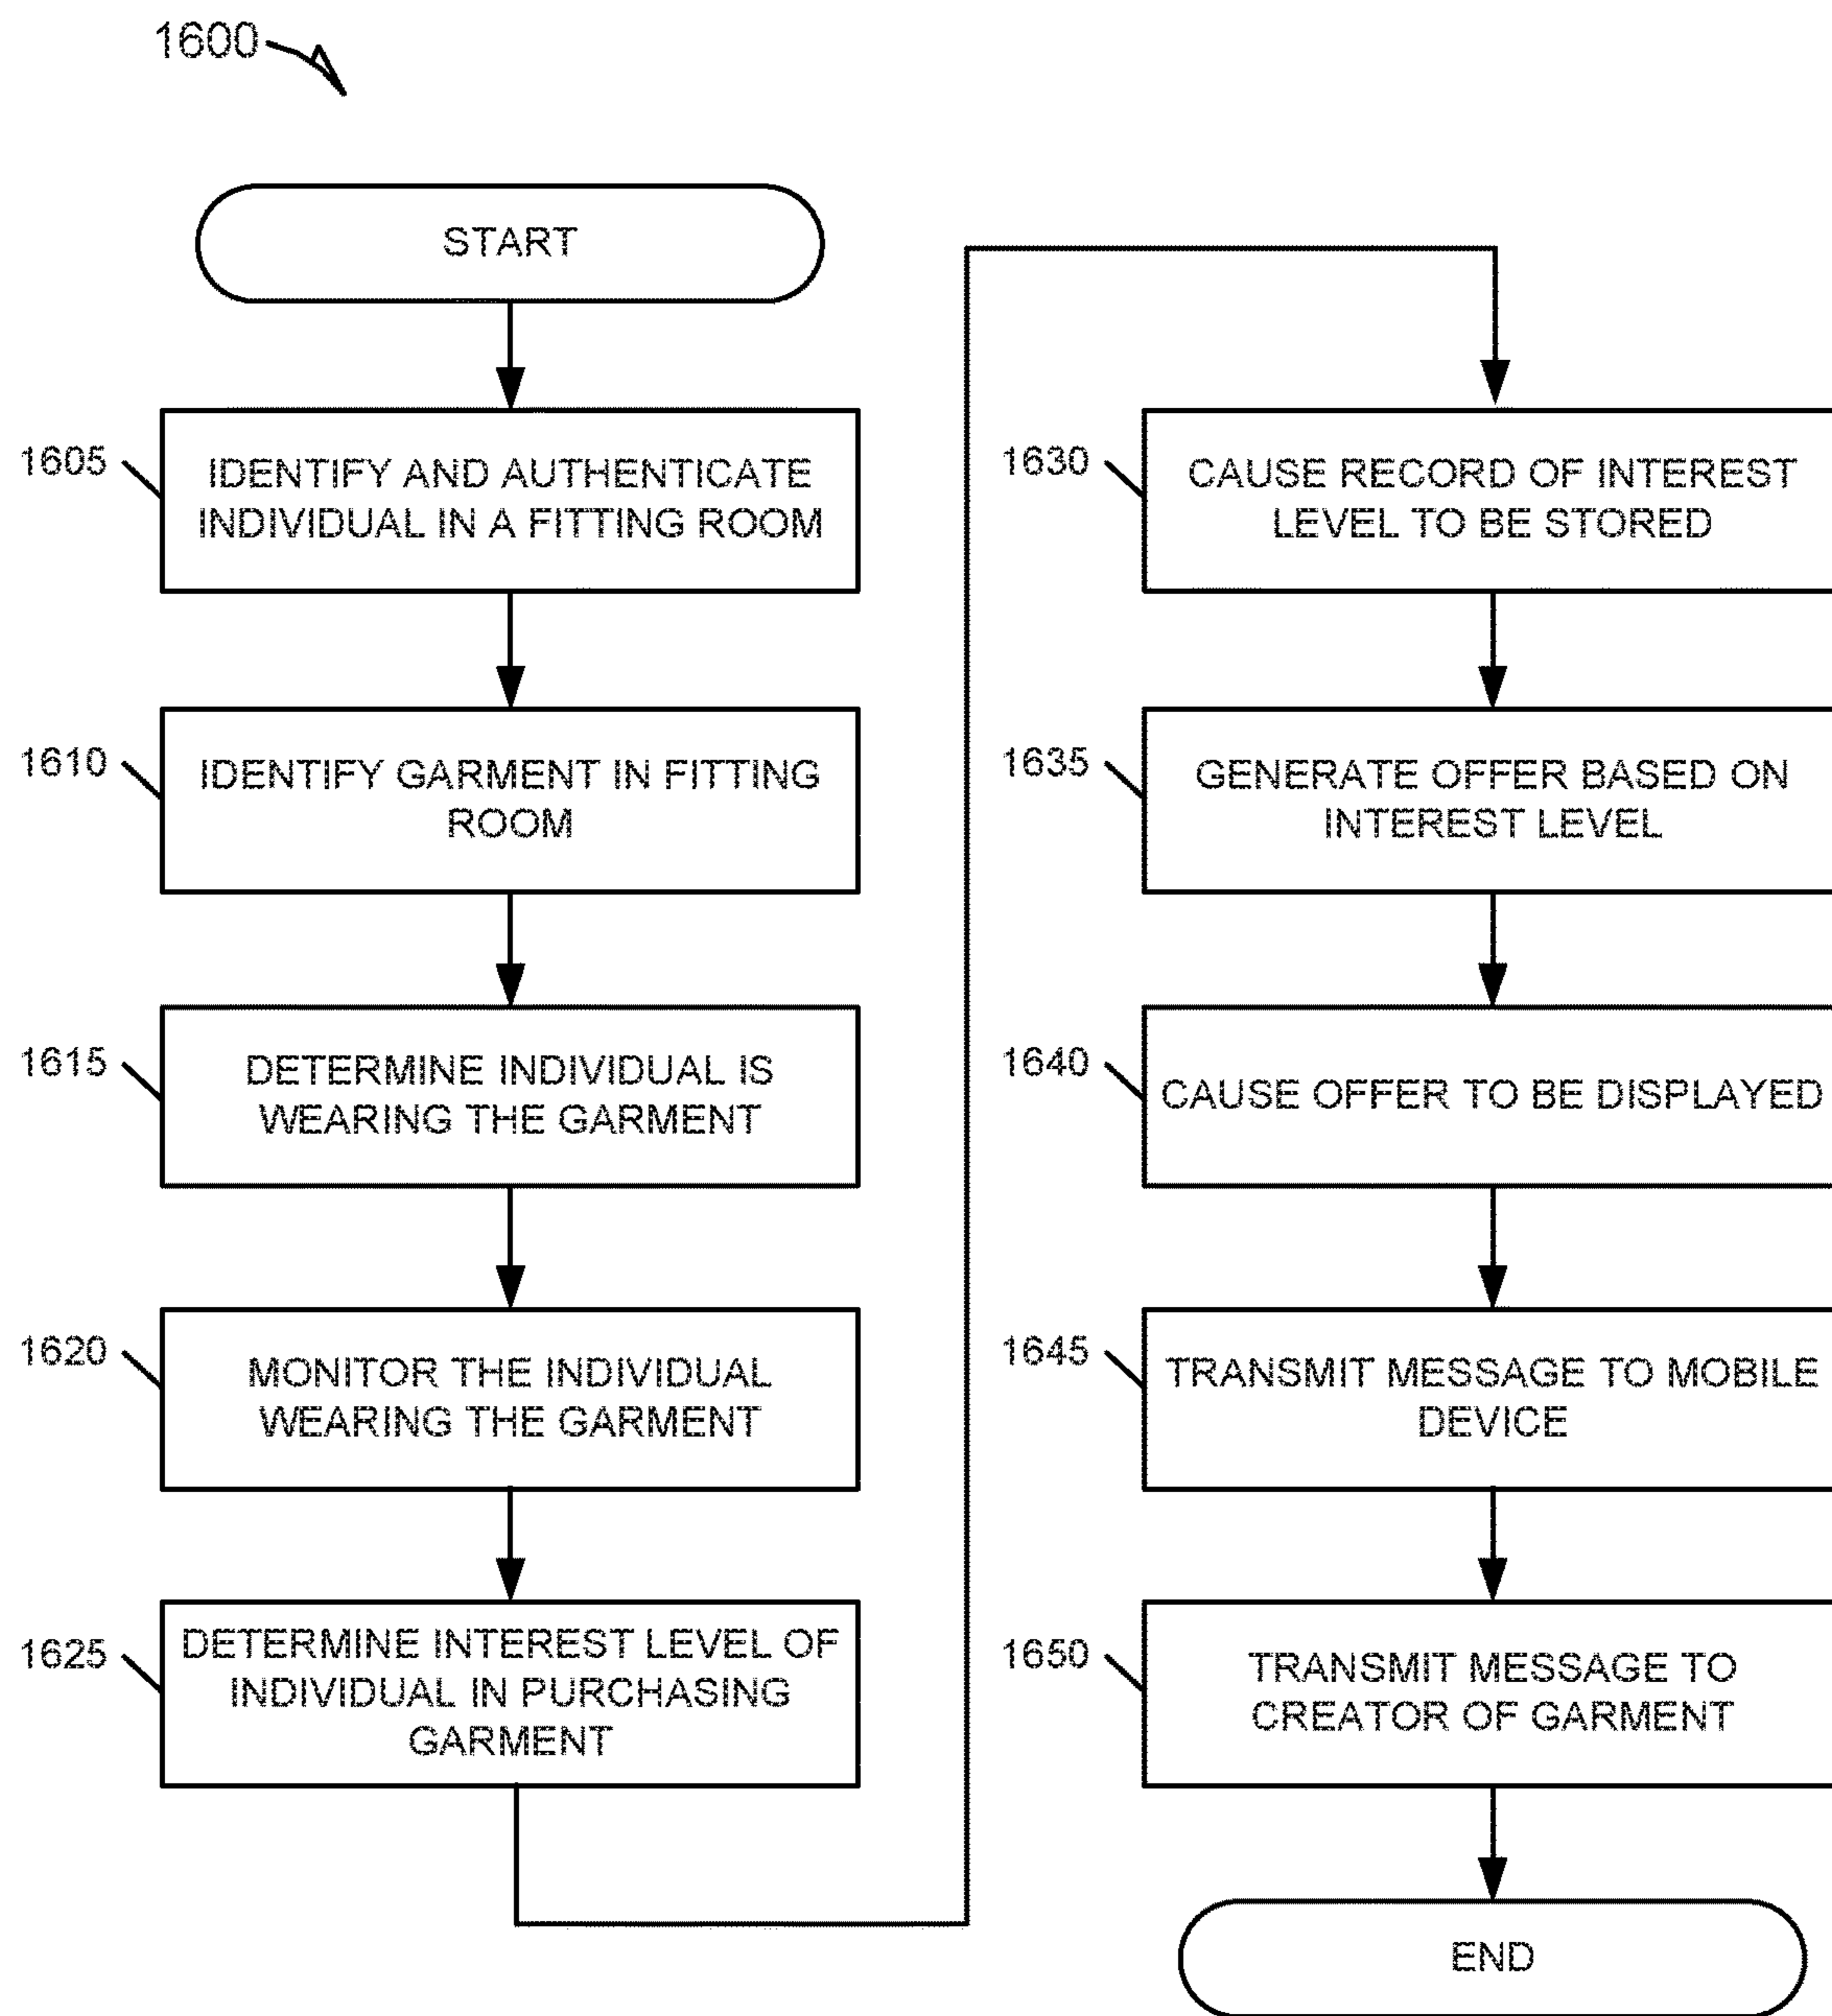 1600
START
1605
IDENTIFY AND AUTHENTICATE
INDIVIDUAL IN A FITTING ROOM
1610
IDENTIFY GARMENT IN FITTING
ROOM
1615
DETERMINE INDIVIDUAL IS
WEARING THE GARMENT
1620
MONITOR THE INDIVIDUAL
WEARING THE GARMENT
1625
DETERMINE INTEREST LEVEL OF
INDIVIDUAL IN PURCHASING
GARMENT
1630
CAUSE RECORD OF INTEREST
LEVEL TO BE STORED
1635
GENERATE OFFER BASED ON
INTEREST LEVEL
1640
CAUSE OFFER TO BE DISPLAYED
1645
TRANSMIT MESSAGE TO MOBILE
DEVICE
1650
TRANSMIT MESSAGE TO
CREATOR OF GARMENT
END